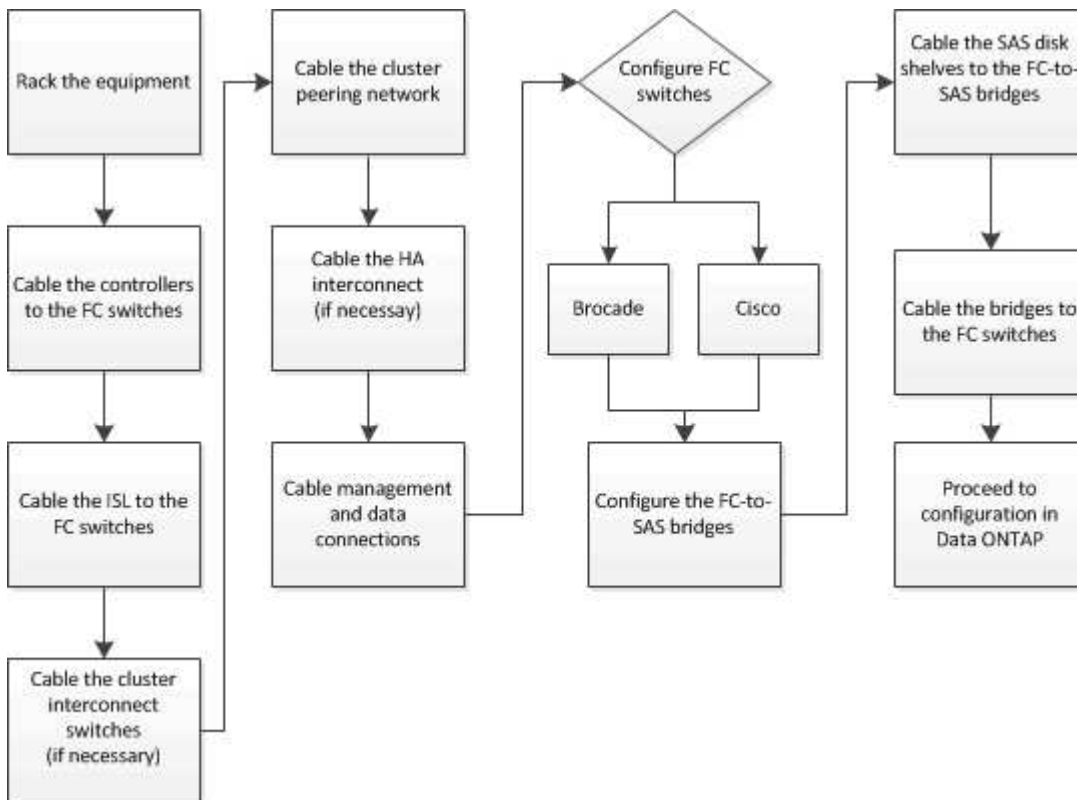 Rack the equipment
Cable the controllers
to the FC switches
Cable the ISL to the
FC switches
Cable the cluster
interconnect
switches
(if necessary)
Cable the cluster
peering network
Cable the HA
interconnect
(if necessay)
Cable management
and data
connections
Configure FC
switches
Brocade
Cisco
Configure the FC-to-
SAS bridges
Cable the SAS disk
shelves to the FC-to-
SAS bridges
Cable the bridges to
the FC switches
Proceed to
configuration in
Data ONTAP